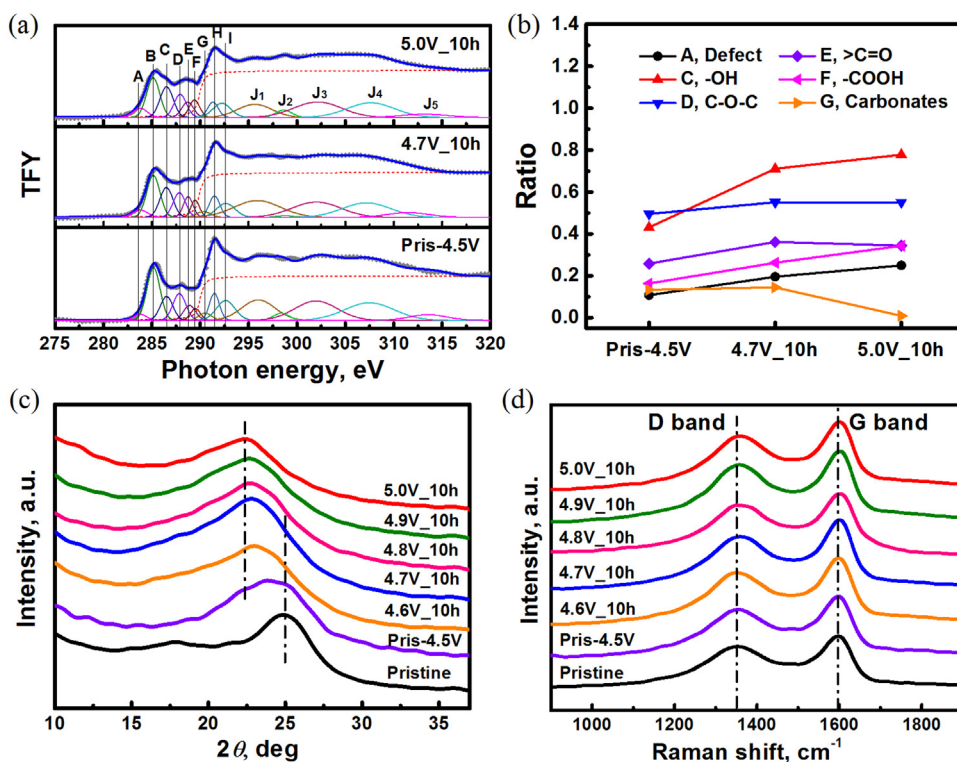 (a)
A B C D E F G H I
5.0V_10h
J1 J2 J3 J4 J5
4.7V_10h
Pris-4.5V
TFY
275 280 285 290 295 300 305 310 315 320
Photon energy, eV
(b)
1.4
1.2
1.0
0.8
0.6
0.4
0.2
0.0
Ratio
A, Defect E, >C=O
C, -OH F, -COOH
D, C-O-C G, Carbonates
Pris-4.5V 4.7V_10h 5.0V_10h
(c)
5.0V_10h
4.9V_10h
4.8V_10h
4.7V_10h
4.6V_10h
Pris-4.5V
Pristine
Intensity, a.u.
10 15 20 25 30 35
2θ, deg
(d)
D band G band
5.0V_10h
4.9V_10h
4.8V_10h
4.7V_10h
4.6V_10h
Pris-4.5V
Pristine
Intensity, a.u.
1000 1200 1400 1600 1800
Raman shift, cm-1